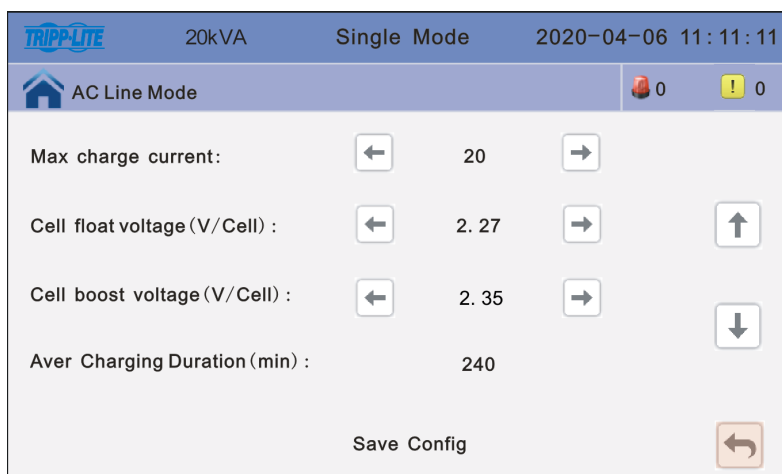 TRIPP-LITE 20kVA Single Mode 2020-04-06 11:11:11
AC Line Mode 0 ! 0
Max charge current: 20
Cell float voltage(V/Cell): 2.27
Cell boost voltage(V/Cell): 2.35
Aver Charging Duration(min): 240
Save Config